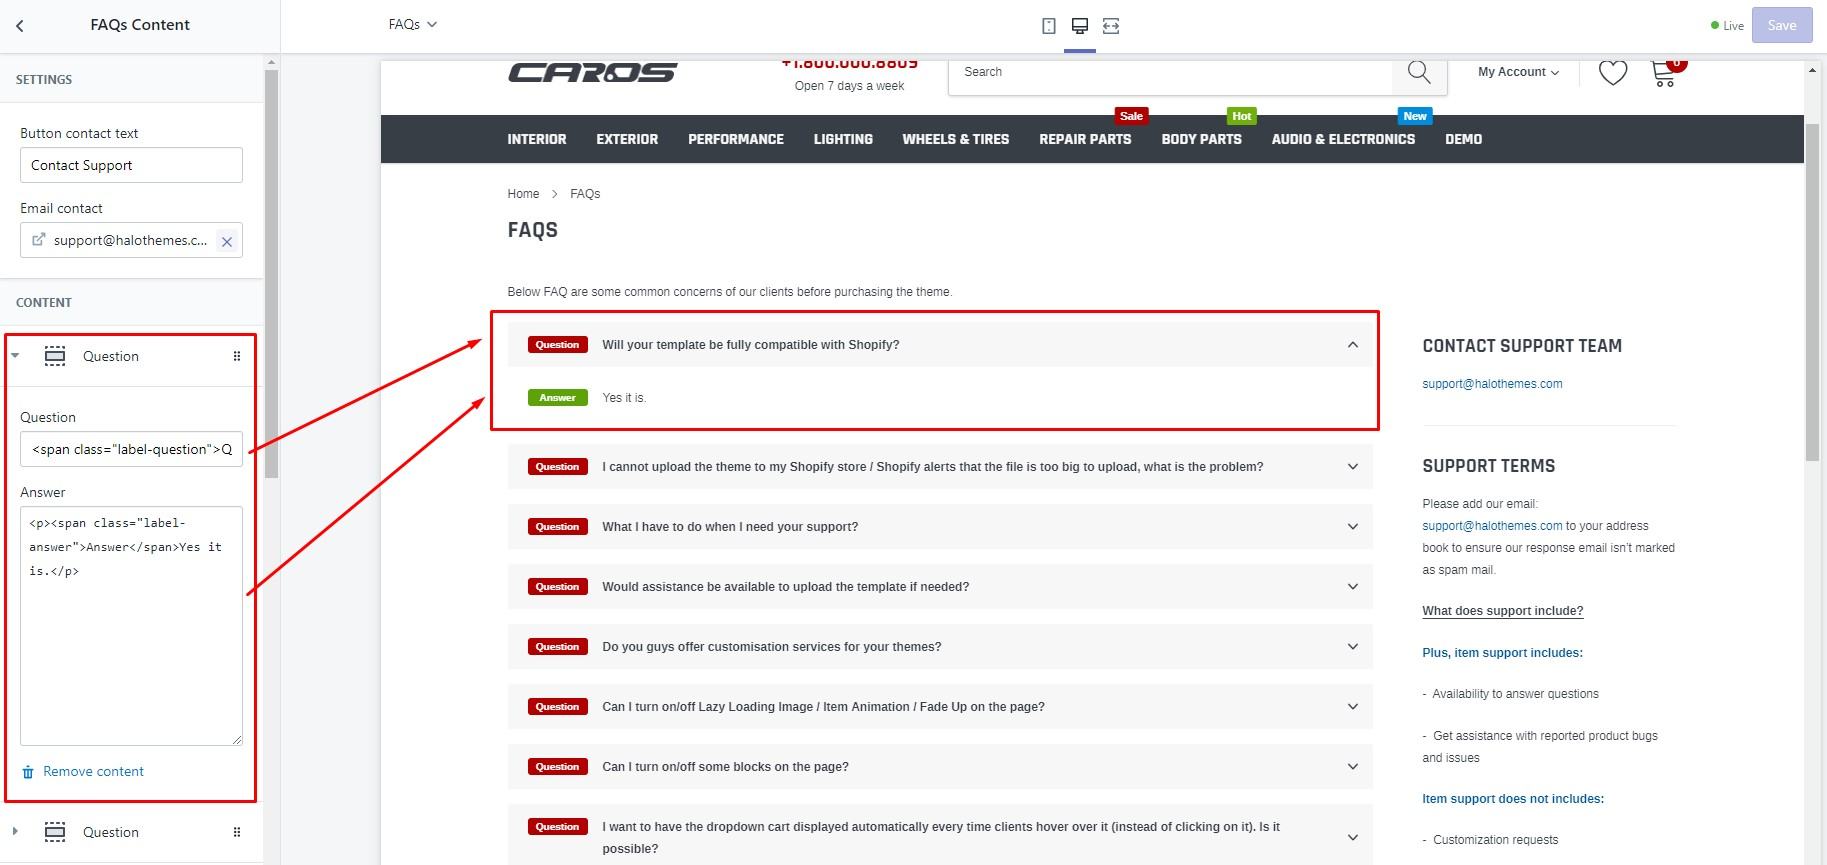 FAQs Content
FAQs
Live
Save
SETTINGS
Button contact text
Contact Support
Email contact
support@halothemes.c...
CONTENT
Question
Question
<span class="label-question">Q
Answer
<p><span class="label-
answer">Answer</span>Yes it
is.</p>
Remove content
Question
CAROS
+1.800.000.8809
Open 7 days a week
Search
My Account
0
Sale
Hot
New
INTERIOR EXTERIOR PERFORMANCE LIGHTING WHEELS & TIRES REPAIR PARTS BODY PARTS AUDIO & ELECTRONICS DEMO
Home > FAQs
FAQS
Below FAQ are some common concerns of our clients before purchasing the theme.
Question Will your template be fully compatible with Shopify?
Answer Yes it is.
Question I cannot upload the theme to my Shopify store / Shopify alerts that the file is too big to upload, what is the problem?
Question What I have to do when I need your support?
Question Would assistance be available to upload the template if needed?
Question Do you guys offer customisation services for your themes?
Question Can I turn on/off Lazy Loading Image / Item Animation / Fade Up on the page?
Question Can I turn on/off some blocks on the page?
Question I want to have the dropdown cart displayed automatically every time clients hover over it (instead of clicking on it). Is it
possible?
CONTACT SUPPORT TEAM
support@halothemes.com
SUPPORT TERMS
Please add our email:
support@halothemes.com to your address
book to ensure our response email isn't marked
as spam mail.
What does support include?
Plus, item support includes:
- Availability to answer questions
- Get assistance with reported product bugs
and issues
Item support does not includes:
- Customization requests